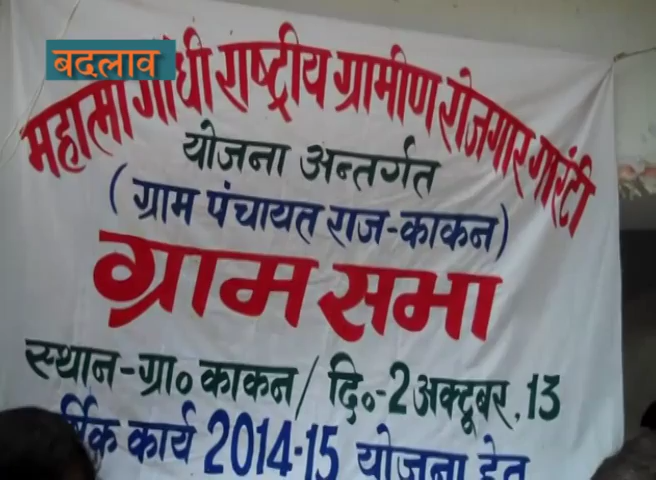 बदलाव
महात्मा गांधी राष्ट्रीय ग्रामीण रोजगार गारंटी
योजना अन्तर्गत
( ग्राम पंचायत राज-काकन)
ग्राम सभा
स्थान-ग्रा० काकन/ दि०-2 अक्टूबर, 13
कार्य 2014-15 योजना हेतु